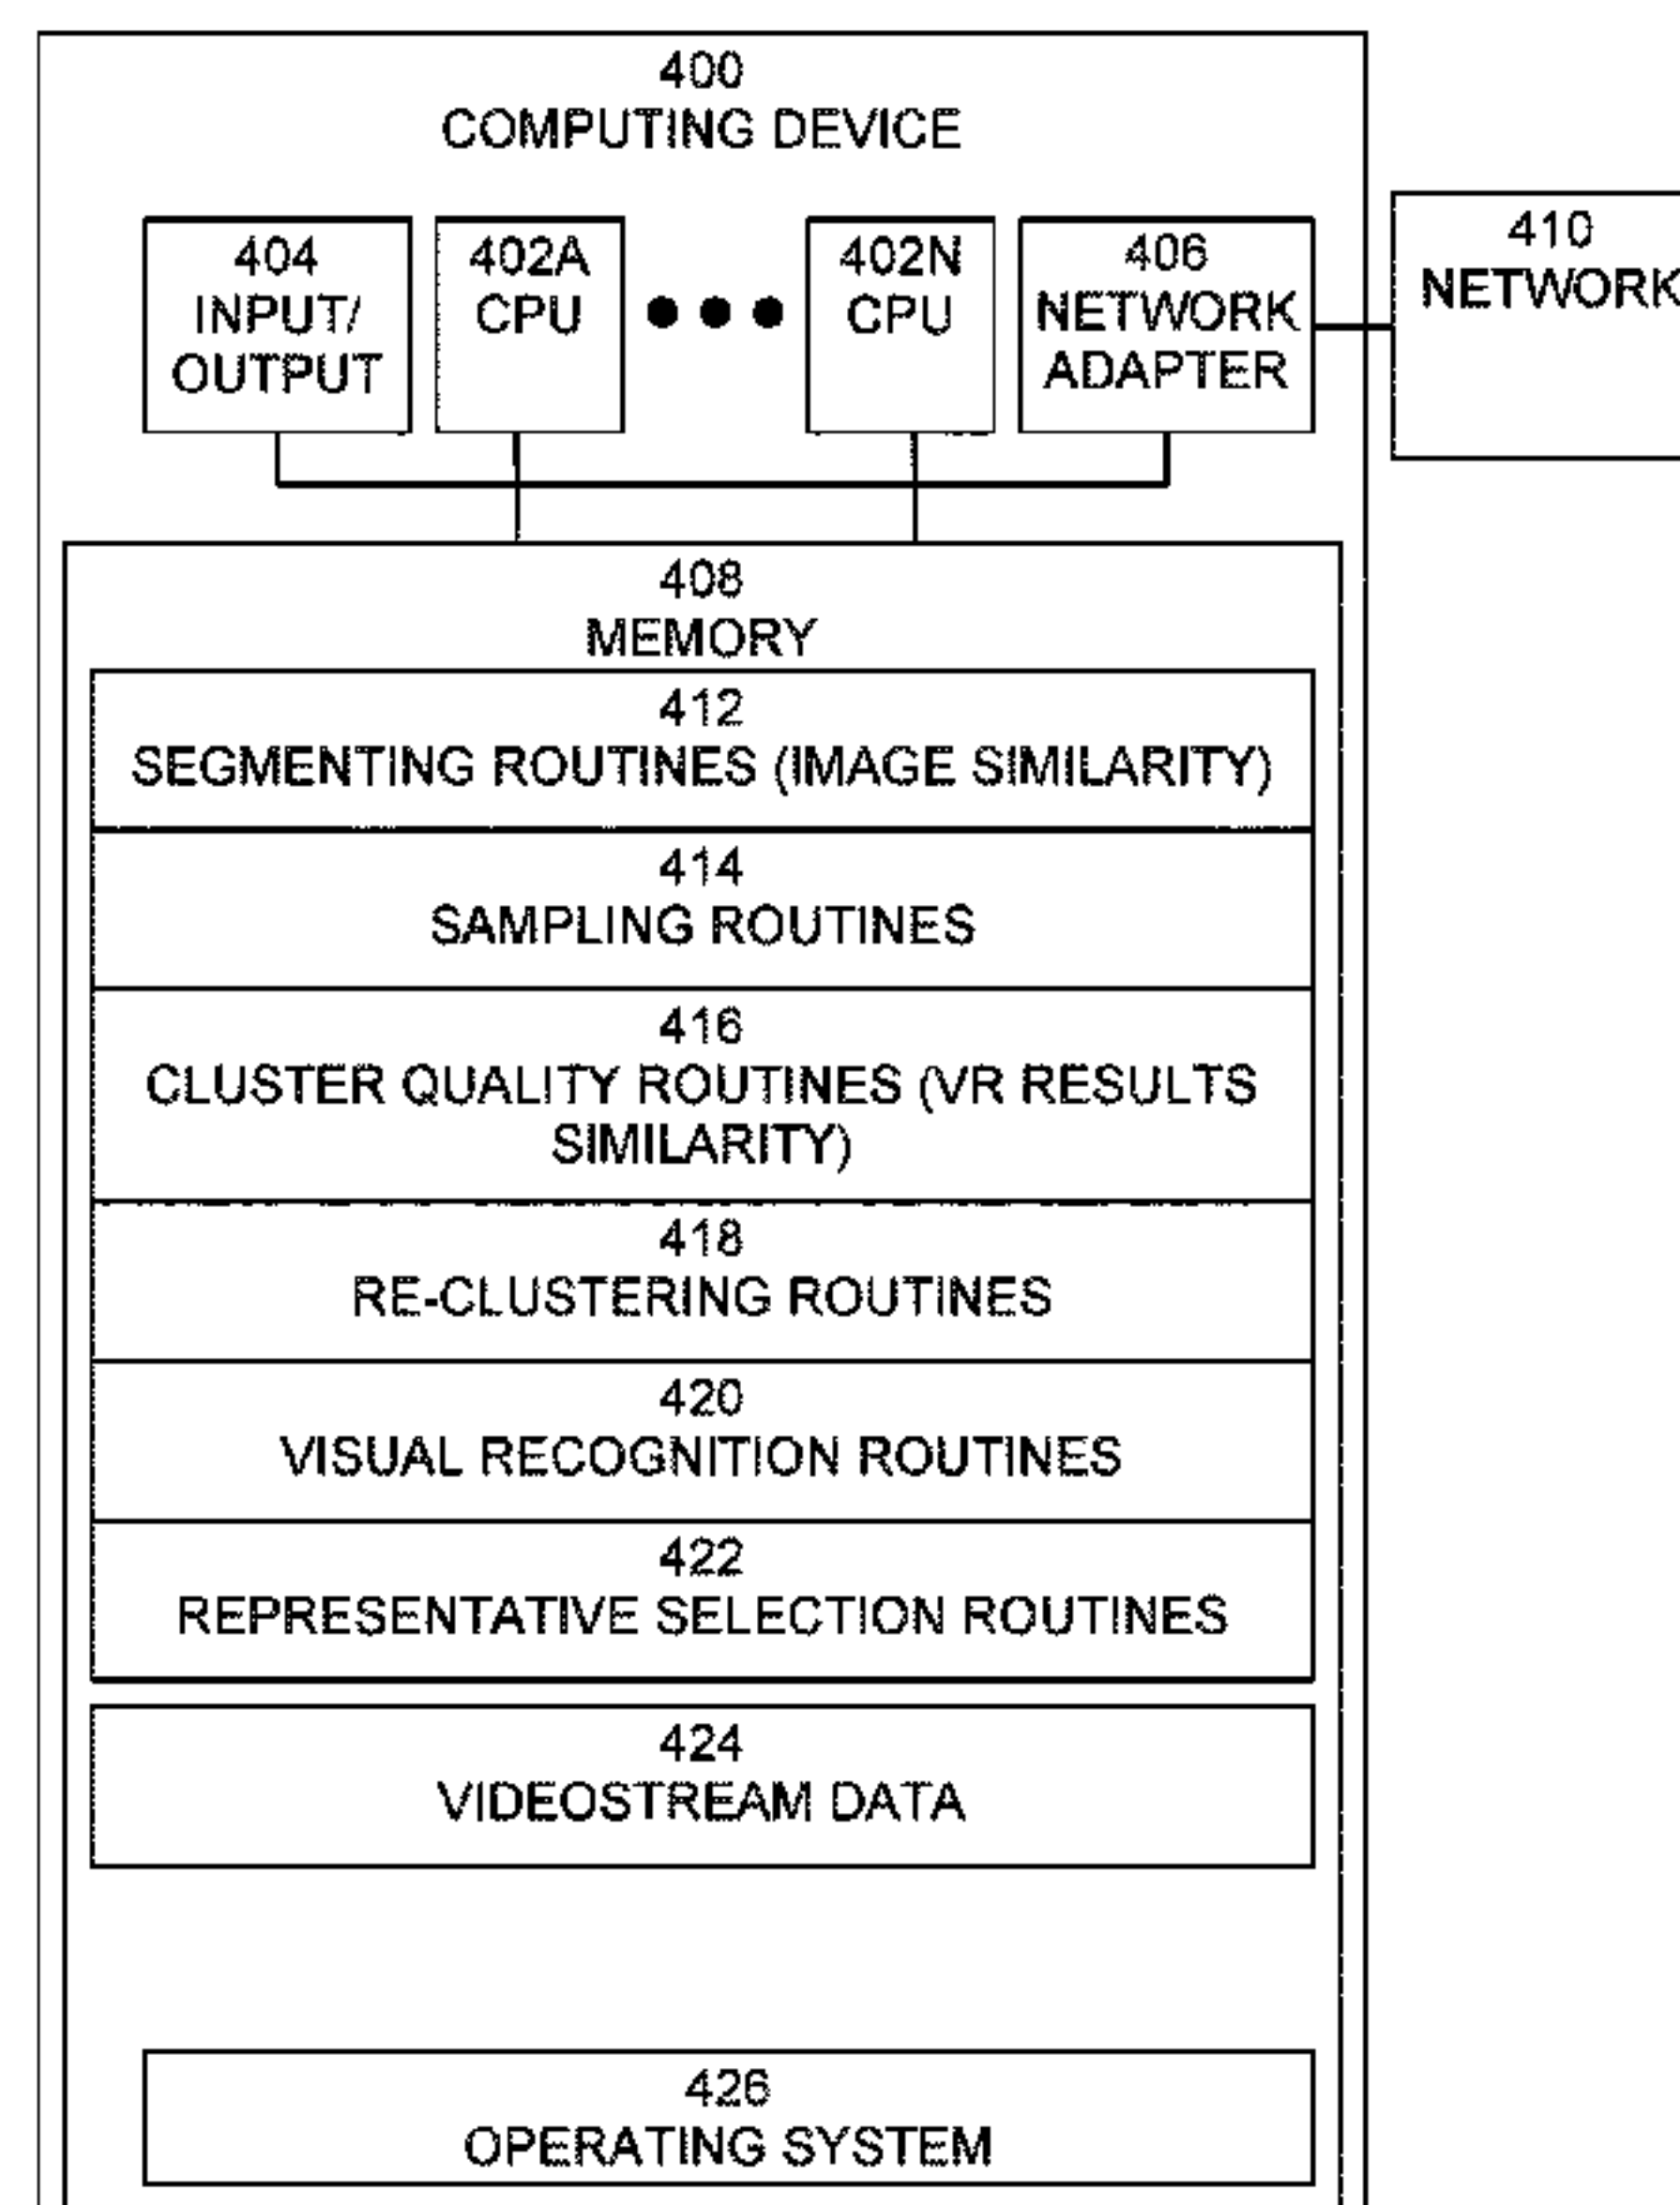 400
COMPUTING DEVICE
404
INPUT/
OUTPUT
402A
CPU
402N
CPU
406
NETWORK
ADAPTER
410
NETWORK
408
MEMORY
412
SEGMENTING ROUTINES (IMAGE SIMILARITY)
414
SAMPLING ROUTINES
416
CLUSTER QUALITY ROUTINES (VR RESULTS
SIMILARITY)
418
RE-CLUSTERING ROUTINES
420
VISUAL RECOGNITION ROUTINES
422
REPRESENTATIVE SELECTION ROUTINES
424
VIDEOSTREAM DATA
426
OPERATING SYSTEM